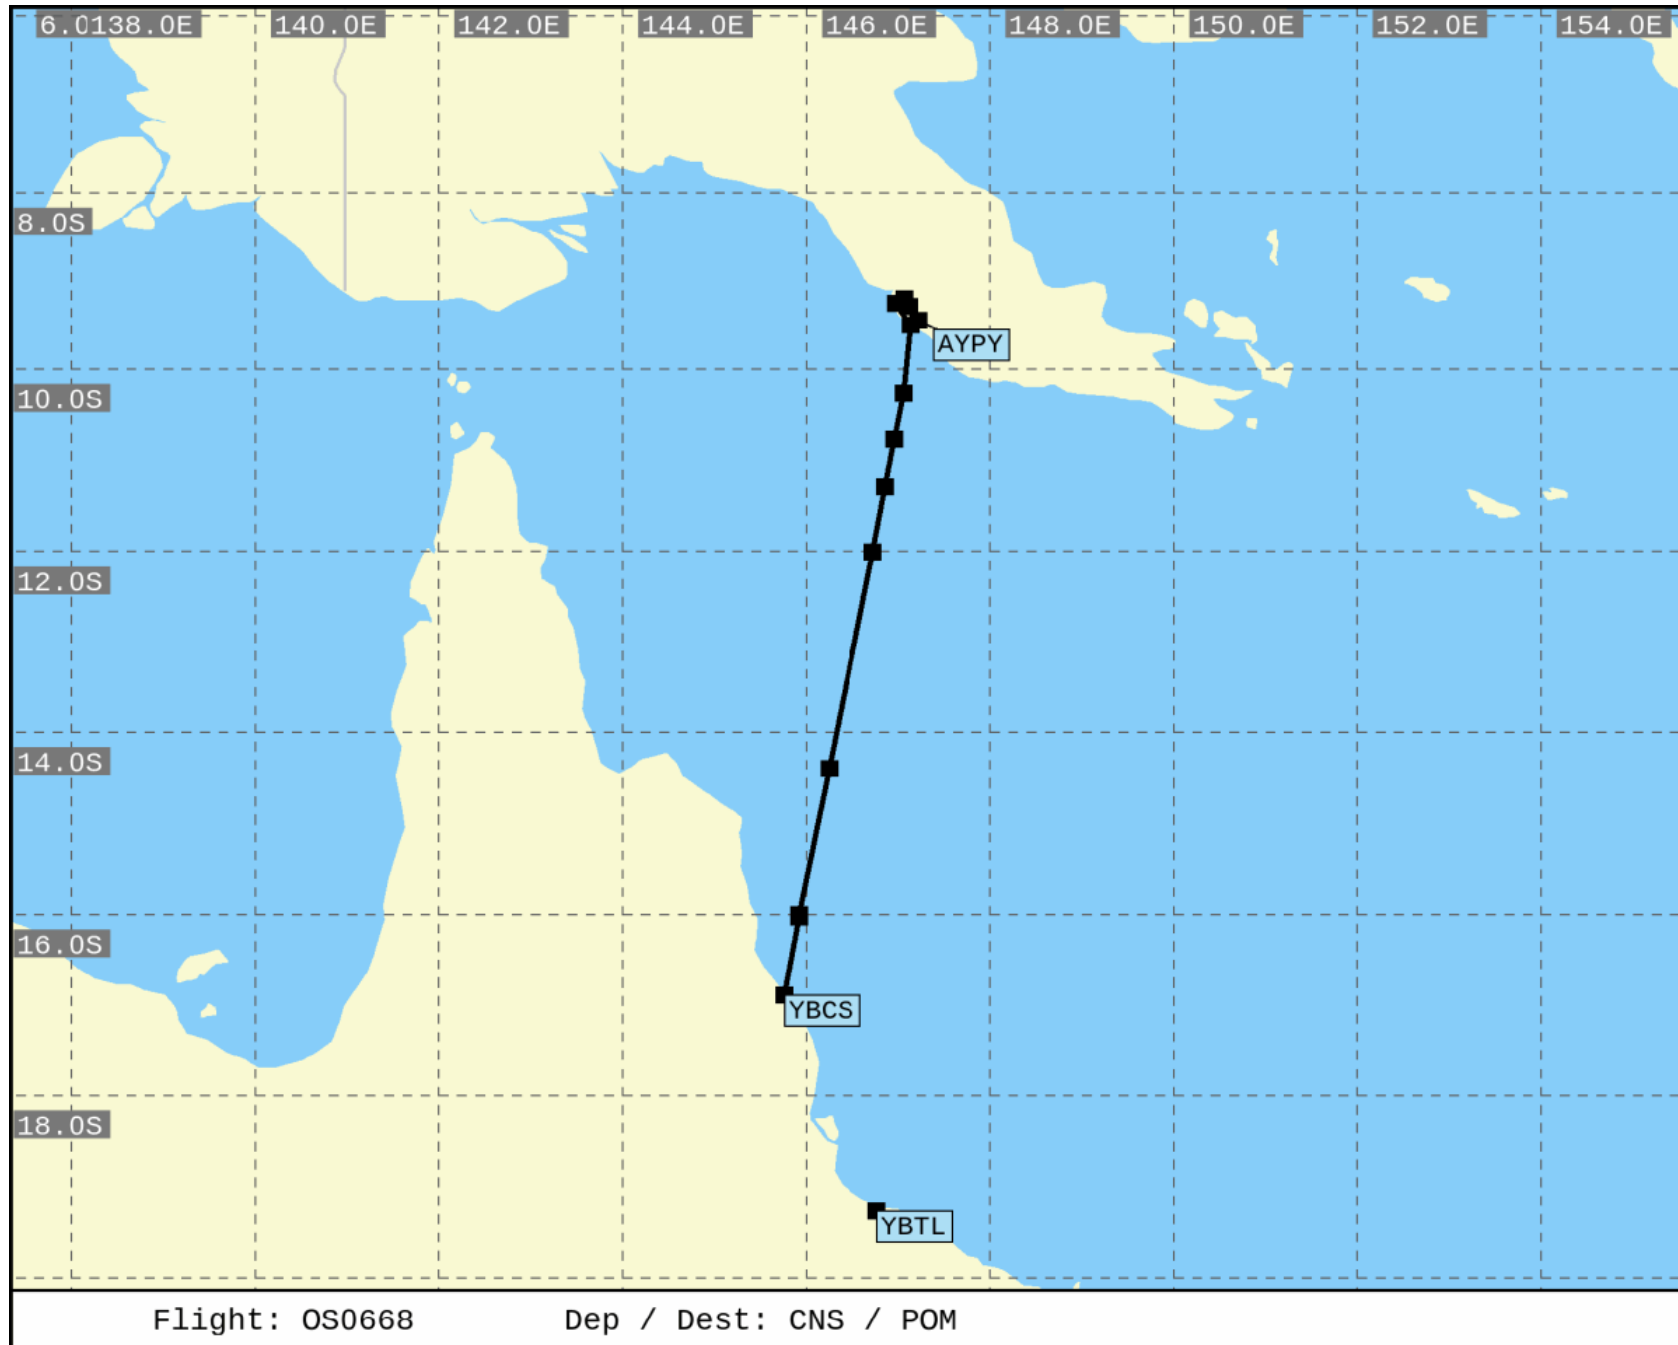 6.0138.0E 140.0E 142.0E 144.0E 146.0E 148.0E 150.0E 152.0E 154.0E
8.0S
AYPY
10.0S
12.0S
14.0S
16.0S
YBCS
18.0S
YBTL
Flight: OS0668 Dep / Dest: CNS / POM